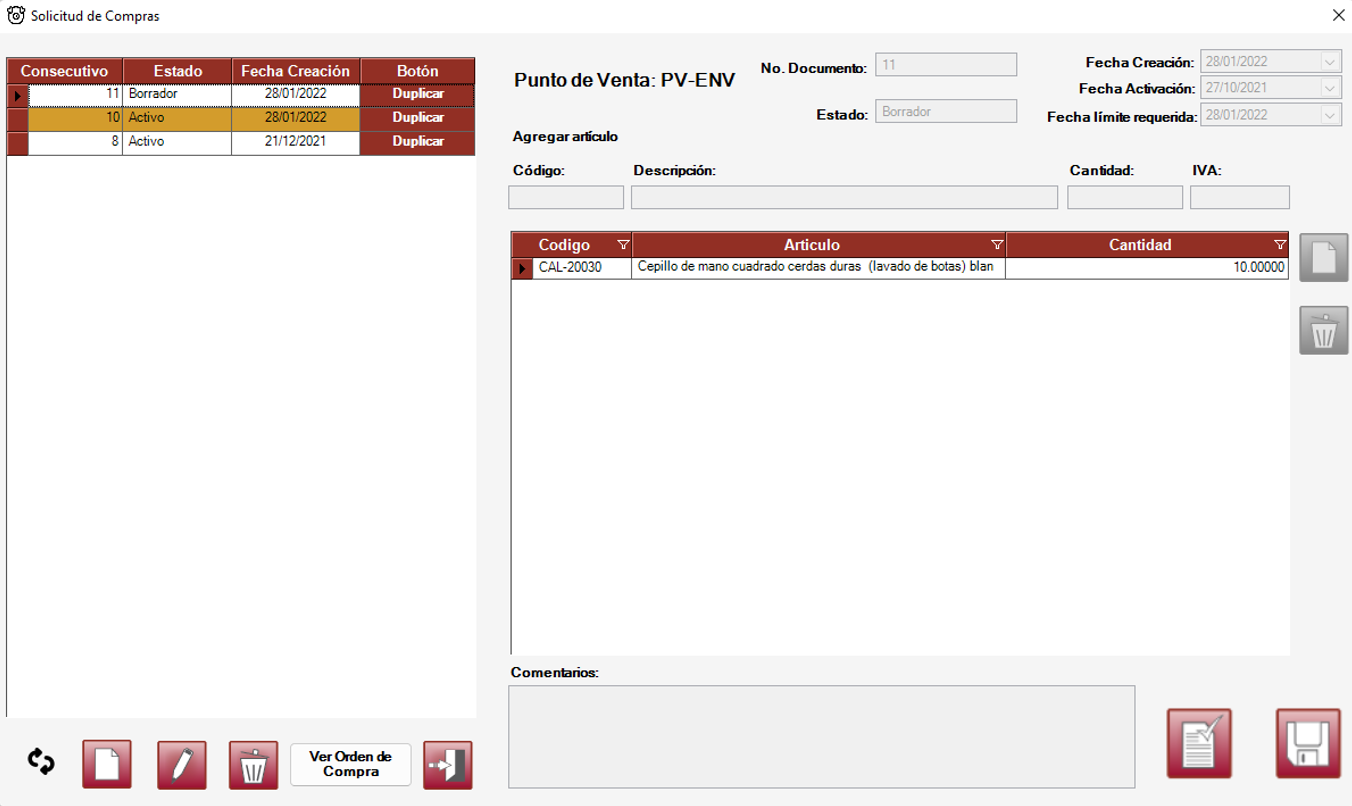 Solicitud de Compras
Consecutivo Estado Fecha Creación Botón
11 Borrador 28/01/2022 Duplicar
10 Activo 28/01/2022 Duplicar
8 Activo 21/12/2021 Duplicar
Ver Orden de
Compra
Punto de Venta: PV-ENV
No. Documento: 11
Estado: Borrador
Fecha Creación: 28/01/2022
Fecha Activación: 27/10/2021
Fecha límite requerida: 28/01/2022
Agregar artículo
Código: Descripción: Cantidad: IVA:
Codigo Articulo Cantidad
CAL-20030 Cepillo de mano cuadrado cerdas duras (lavado de botas) blan 10.00000
Comentarios: